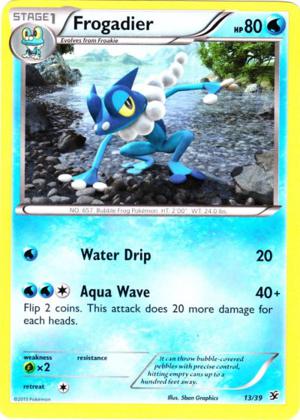 STAGE1
Frogadier
HP80
Evolves from Froakie
NO. 657 Bubble Frog Pokémon HT: 2'00" WT: 24.0 lbs.
Water Drip 20
Aqua Wave 40+
Flip 2 coins. This attack does 20 more damage for
each heads.
weakness
resistance
×2
retreat
It can throw bubble-covered
pebbles with precise control,
hitting empty cans up to a
hundred feet away.
©2015 Pokémon
Illus. 5ban Graphics
13/39